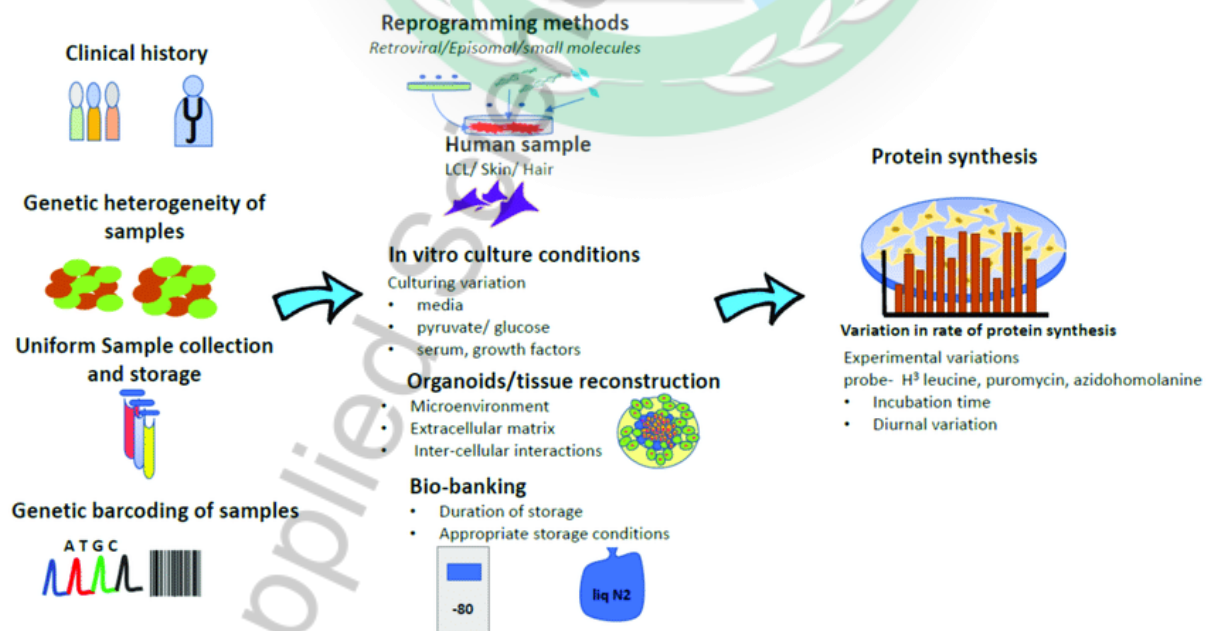 Clinical history
Genetic heterogeneity of
samples
Uniform Sample collection
and storage
Genetic barcoding of samples
A T G C
Reprogramming methods
Retroviral/Episomal/small molecules
Human sample
LCL/ Skin/ Hair
In vitro culture conditions
Culturing variation
• media
• pyruvate/ glucose
• serum, growth factors
Organoids/tissue reconstruction
• Microenvironment
• Extracellular matrix
• Inter-cellular interactions
Bio-banking
• Duration of storage
• Appropriate storage conditions
-80
liq N2
Protein synthesis
Variation in rate of protein synthesis
Experimental variations
probe- H³ leucine, puromycin, azidohomolanine
• Incubation time
• Diurnal variation